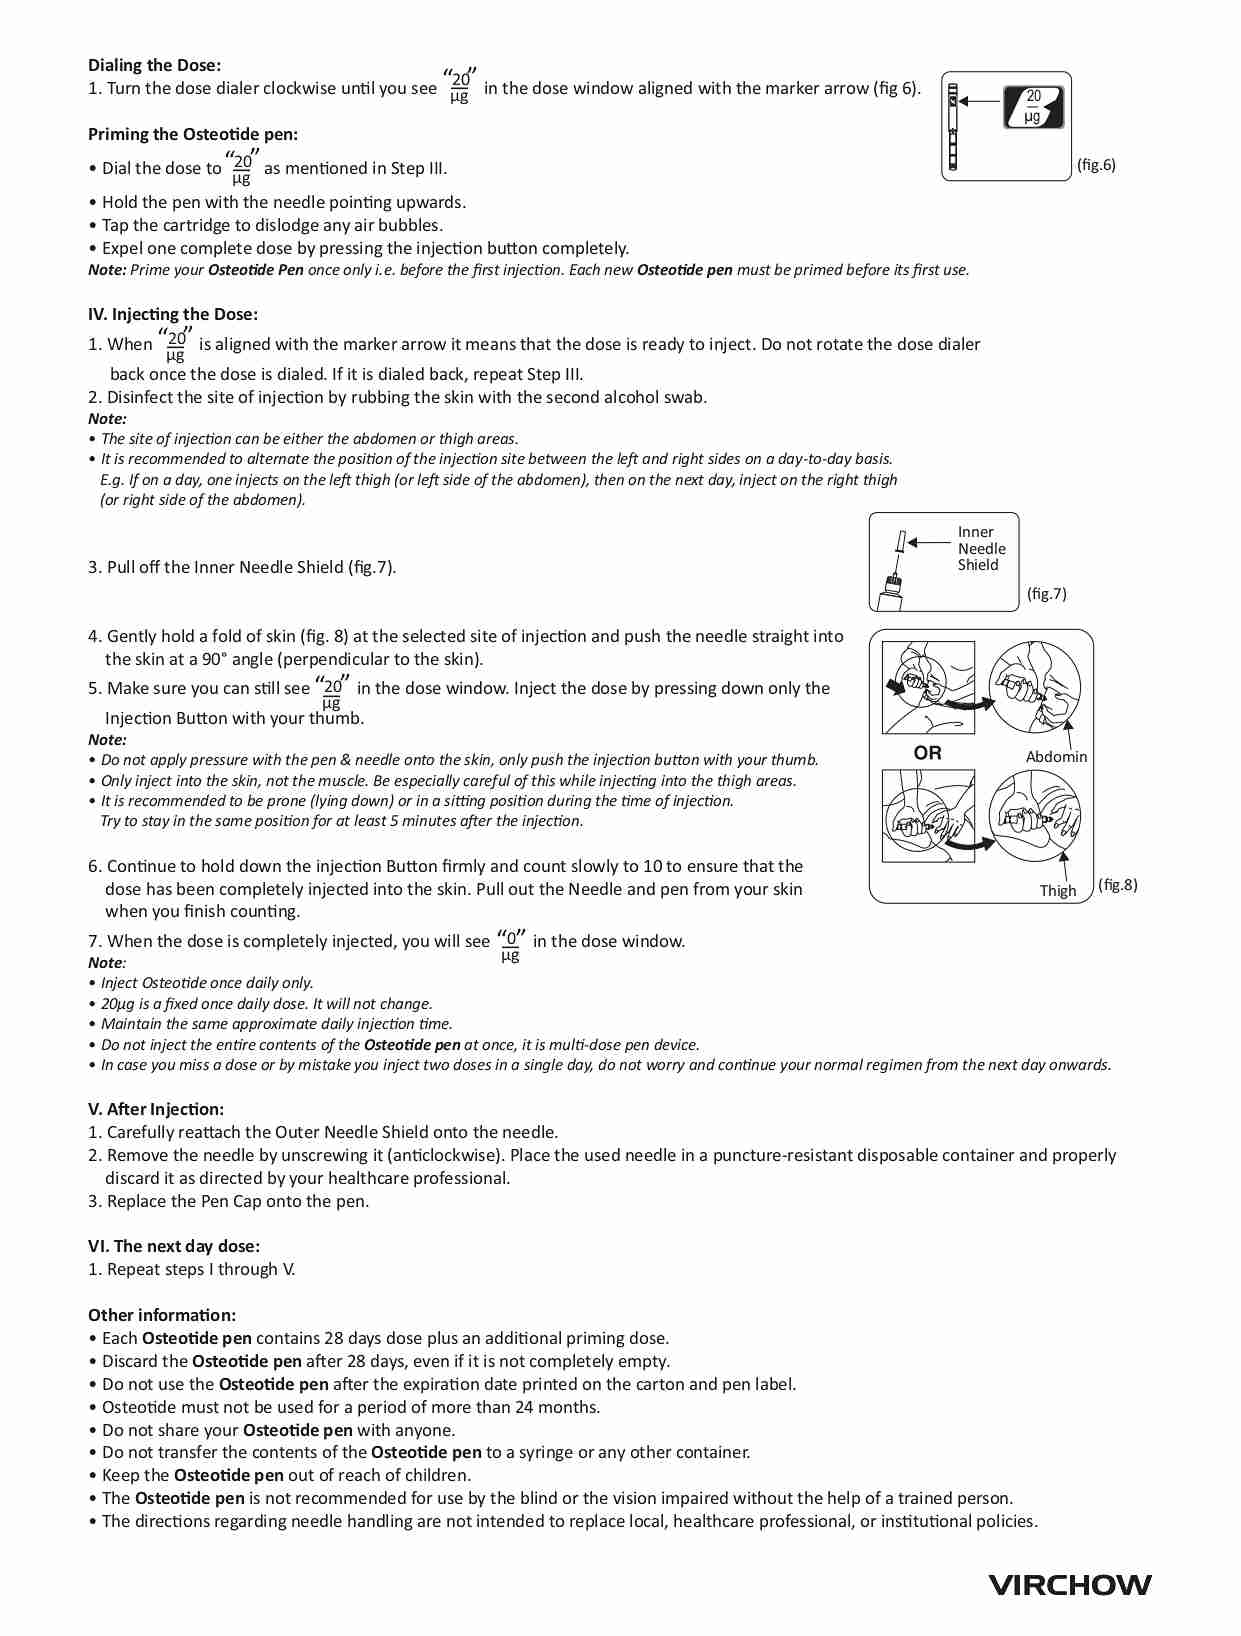 Dialing the Dose:
1. Turn the dose dialer clockwise until you see “20/µg” in the dose window aligned with the marker arrow (fig 6).
20
µg
(fig.6)
Priming the Osteotide pen:
• Dial the dose to “20/µg” as mentioned in Step III.
• Hold the pen with the needle pointing upwards.
• Tap the cartridge to dislodge any air bubbles.
• Expel one complete dose by pressing the injection button completely.
Note: Prime your Osteotide Pen once only i.e. before the first injection. Each new Osteotide pen must be primed before its first use.
IV. Injecting the Dose:
1. When “20/µg” is aligned with the marker arrow it means that the dose is ready to inject. Do not rotate the dose dialer
back once the dose is dialed. If it is dialed back, repeat Step III.
2. Disinfect the site of injection by rubbing the skin with the second alcohol swab.
Note:
• The site of injection can be either the abdomen or thigh areas.
• It is recommended to alternate the position of the injection site between the left and right sides on a day-to-day basis.
E.g. If on a day, one injects on the left thigh (or left side of the abdomen), then on the next day, inject on the right thigh
(or right side of the abdomen).
3. Pull off the Inner Needle Shield (fig.7).
Inner
Needle
Shield
(fig.7)
4. Gently hold a fold of skin (fig. 8) at the selected site of injection and push the needle straight into
the skin at a 90° angle (perpendicular to the skin).
5. Make sure you can still see “20/µg” in the dose window. Inject the dose by pressing down only the
Injection Button with your thumb.
Note:
• Do not apply pressure with the pen & needle onto the skin, only push the injection button with your thumb.
• Only inject into the skin, not the muscle. Be especially careful of this while injecting into the thigh areas.
• It is recommended to be prone (lying down) or in a sitting position during the time of injection.
Try to stay in the same position for at least 5 minutes after the injection.
OR
Abdomin
Thigh
(fig.8)
6. Continue to hold down the injection Button firmly and count slowly to 10 to ensure that the
dose has been completely injected into the skin. Pull out the Needle and pen from your skin
when you finish counting.
7. When the dose is completely injected, you will see “0/µg” in the dose window.
Note:
• Inject Osteotide once daily only.
• 20µg is a fixed once daily dose. It will not change.
• Maintain the same approximate daily injection time.
• Do not inject the entire contents of the Osteotide pen at once, it is multi-dose pen device.
• In case you miss a dose or by mistake you inject two doses in a single day, do not worry and continue your normal regimen from the next day onwards.
V. After Injection:
1. Carefully reattach the Outer Needle Shield onto the needle.
2. Remove the needle by unscrewing it (anticlockwise). Place the used needle in a puncture-resistant disposable container and properly
discard it as directed by your healthcare professional.
3. Replace the Pen Cap onto the pen.
VI. The next day dose:
1. Repeat steps I through V.
Other information:
• Each Osteotide pen contains 28 days dose plus an additional priming dose.
• Discard the Osteotide pen after 28 days, even if it is not completely empty.
• Do not use the Osteotide pen after the expiration date printed on the carton and pen label.
• Osteotide must not be used for a period of more than 24 months.
• Do not share your Osteotide pen with anyone.
• Do not transfer the contents of the Osteotide pen to a syringe or any other container.
• Keep the Osteotide pen out of reach of children.
• The Osteotide pen is not recommended for use by the blind or the vision impaired without the help of a trained person.
• The directions regarding needle handling are not intended to replace local, healthcare professional, or institutional policies.
VIRCHOW